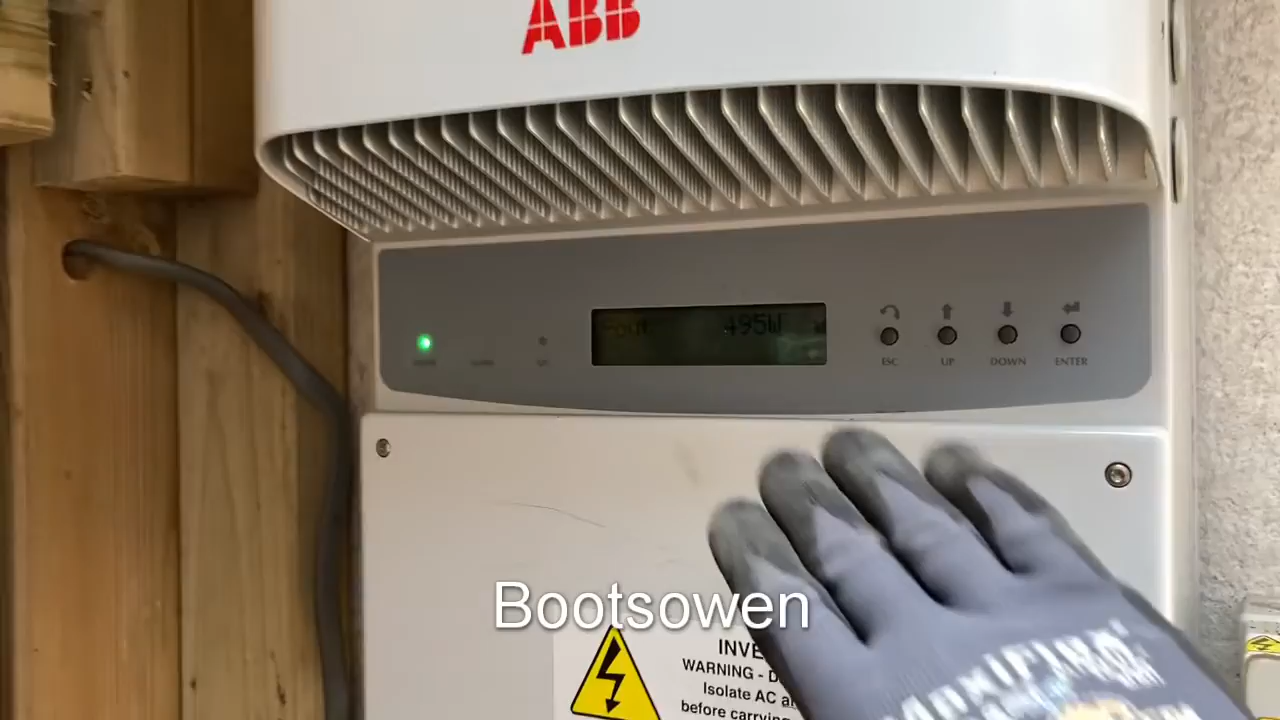 ABB
495W
ESC
UP
DOWN
ENTER
Bootsowen
INVE
WARNING - D
Isolate AC a
before carrying